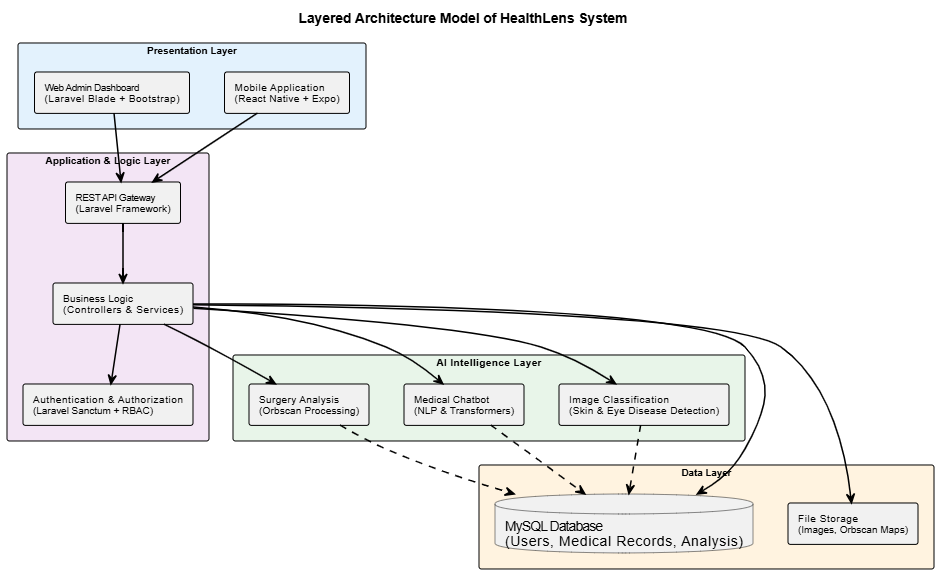 Layered Architecture Model of HealthLens System
Presentation Layer
Web Admin Dashboard
(Laravel Blade + Bootstrap)
Mobile Application
(React Native + Expo)
Application & Logic Layer
REST API Gateway
(Laravel Framework)
Business Logic
(Controllers & Services)
Authentication & Authorization
(Laravel Sanctum + RBAC)
AI Intelligence Layer
Surgery Analysis
(Orbscan Processing)
Medical Chatbot
(NLP & Transformers)
Image Classification
(Skin & Eye Disease Detection)
Data Layer
MySQL Database
(Users, Medical Records, Analysis)
File Storage
(Images, Orbscan Maps)